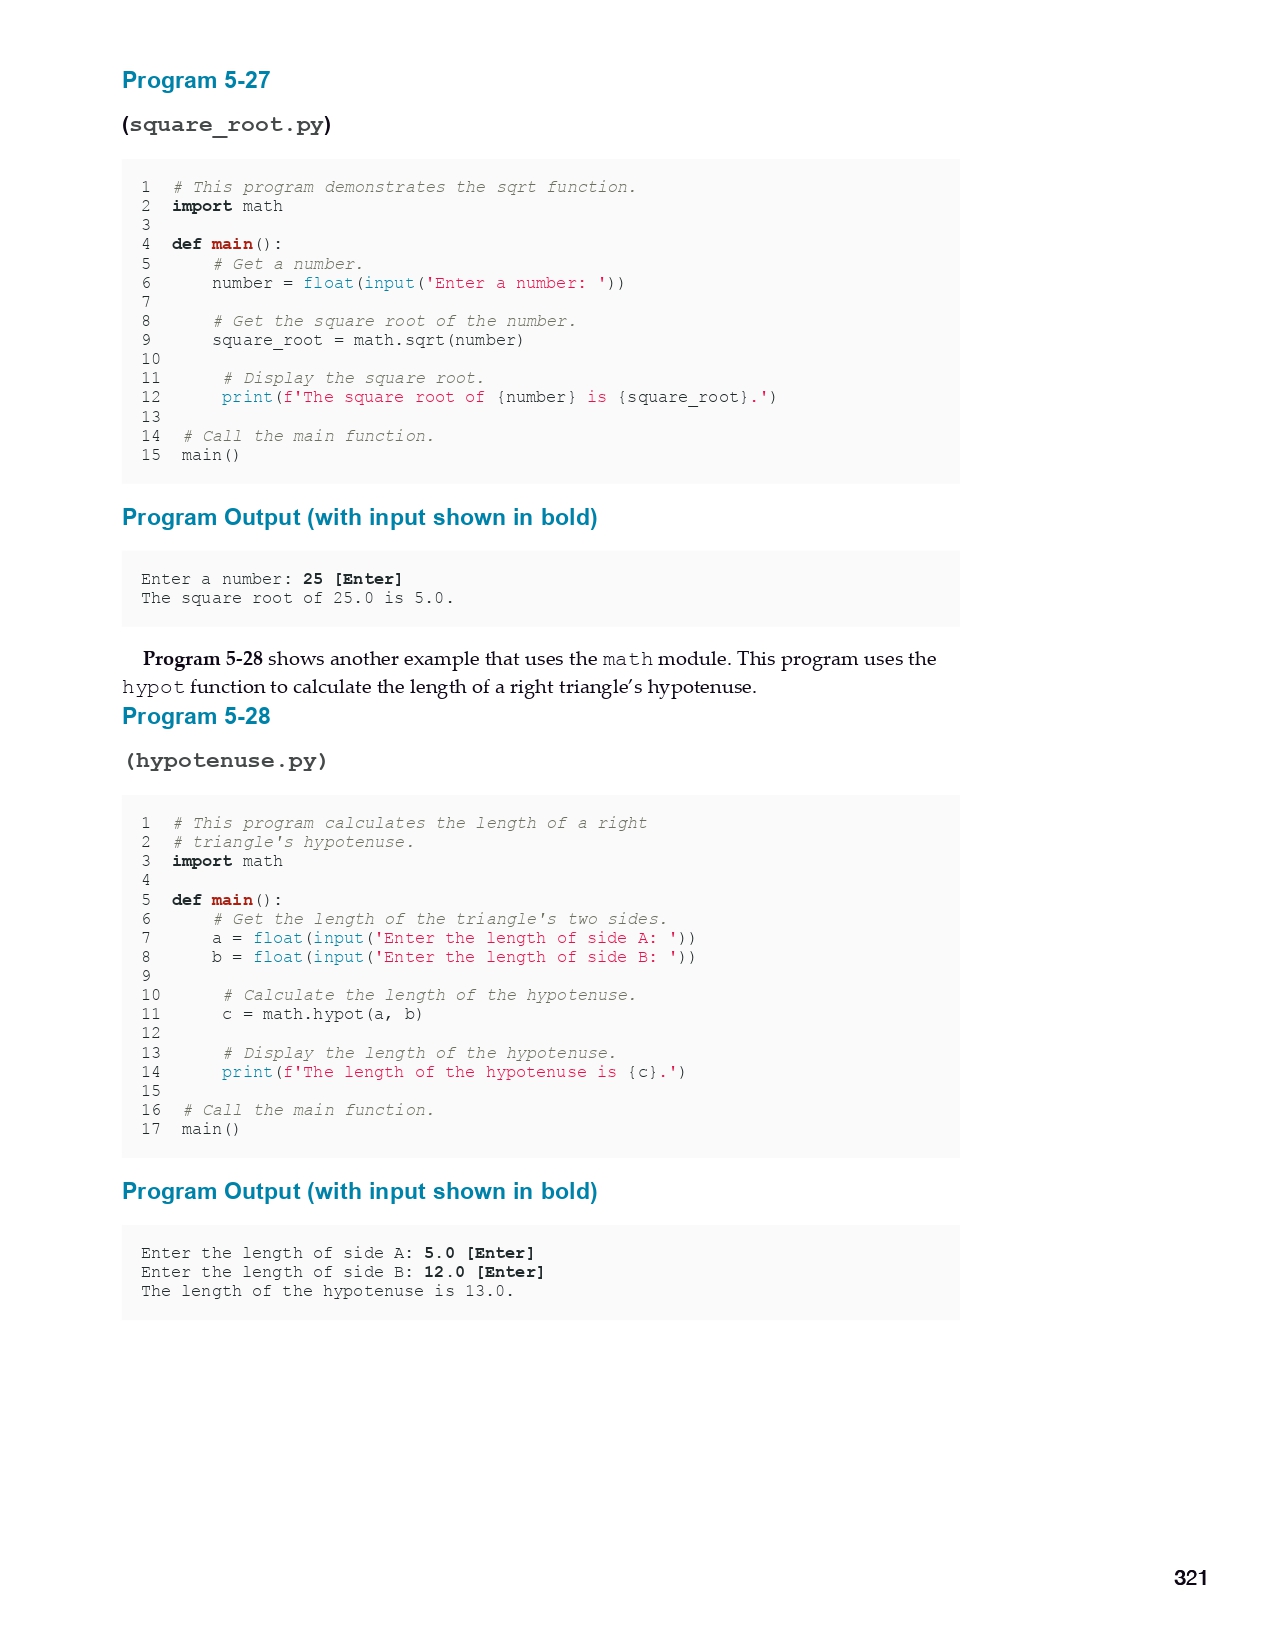 Program 5-27
(square_root.py)
1  # This program demonstrates the sqrt function.
2  import math
3
4  def main():
5      # Get a number.
6      number = float(input('Enter a number: '))
7
8      # Get the square root of the number.
9      square_root = math.sqrt(number)
10
11      # Display the square root.
12      print(f'The square root of {number} is {square_root}.')
13
14  # Call the main function.
15  main()
Program Output (with input shown in bold)
Enter a number: 25 [Enter]
The square root of 25.0 is 5.0.
Program 5-28 shows another example that uses the math module. This program uses the
hypot function to calculate the length of a right triangle’s hypotenuse.
Program 5-28
(hypotenuse.py)
1  # This program calculates the length of a right
2  # triangle's hypotenuse.
3  import math
4
5  def main():
6      # Get the length of the triangle's two sides.
7      a = float(input('Enter the length of side A: '))
8      b = float(input('Enter the length of side B: '))
9
10      # Calculate the length of the hypotenuse.
11      c = math.hypot(a, b)
12
13      # Display the length of the hypotenuse.
14      print(f'The length of the hypotenuse is {c}.')
15
16  # Call the main function.
17  main()
Program Output (with input shown in bold)
Enter the length of side A: 5.0 [Enter]
Enter the length of side B: 12.0 [Enter]
The length of the hypotenuse is 13.0.
321